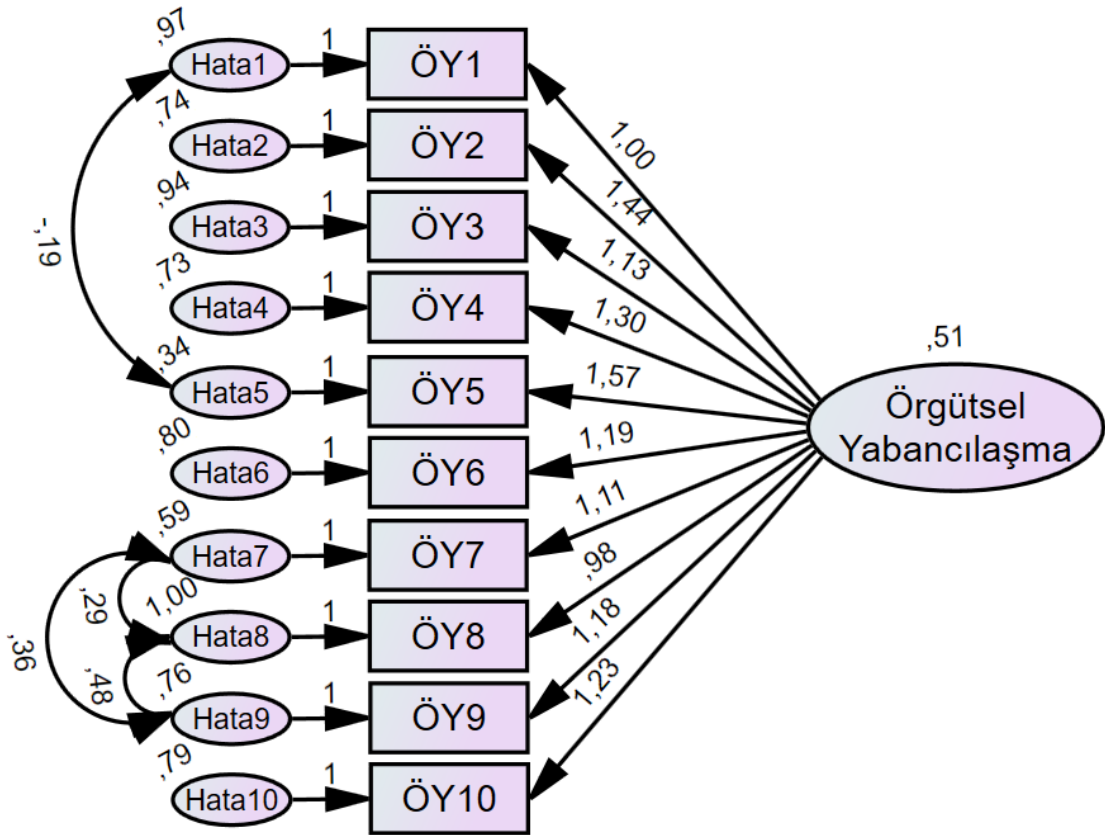 ,97
Hata1
1
ÖY1
1,00
,74
Hata2
1
ÖY2
1,44
,94
Hata3
1
ÖY3
1,13
-,19
,73
Hata4
1
ÖY4
1,30
,34
Hata5
1
ÖY5
1,57
,51
Örgütsel
Yabancılaşma
,80
Hata6
1
ÖY6
1,19
,59
Hata7
1
ÖY7
1,11
,29
1,00
Hata8
1
ÖY8
,98
,36
,48
,76
Hata9
1
ÖY9
1,18
,79
Hata10
1
ÖY10
1,23